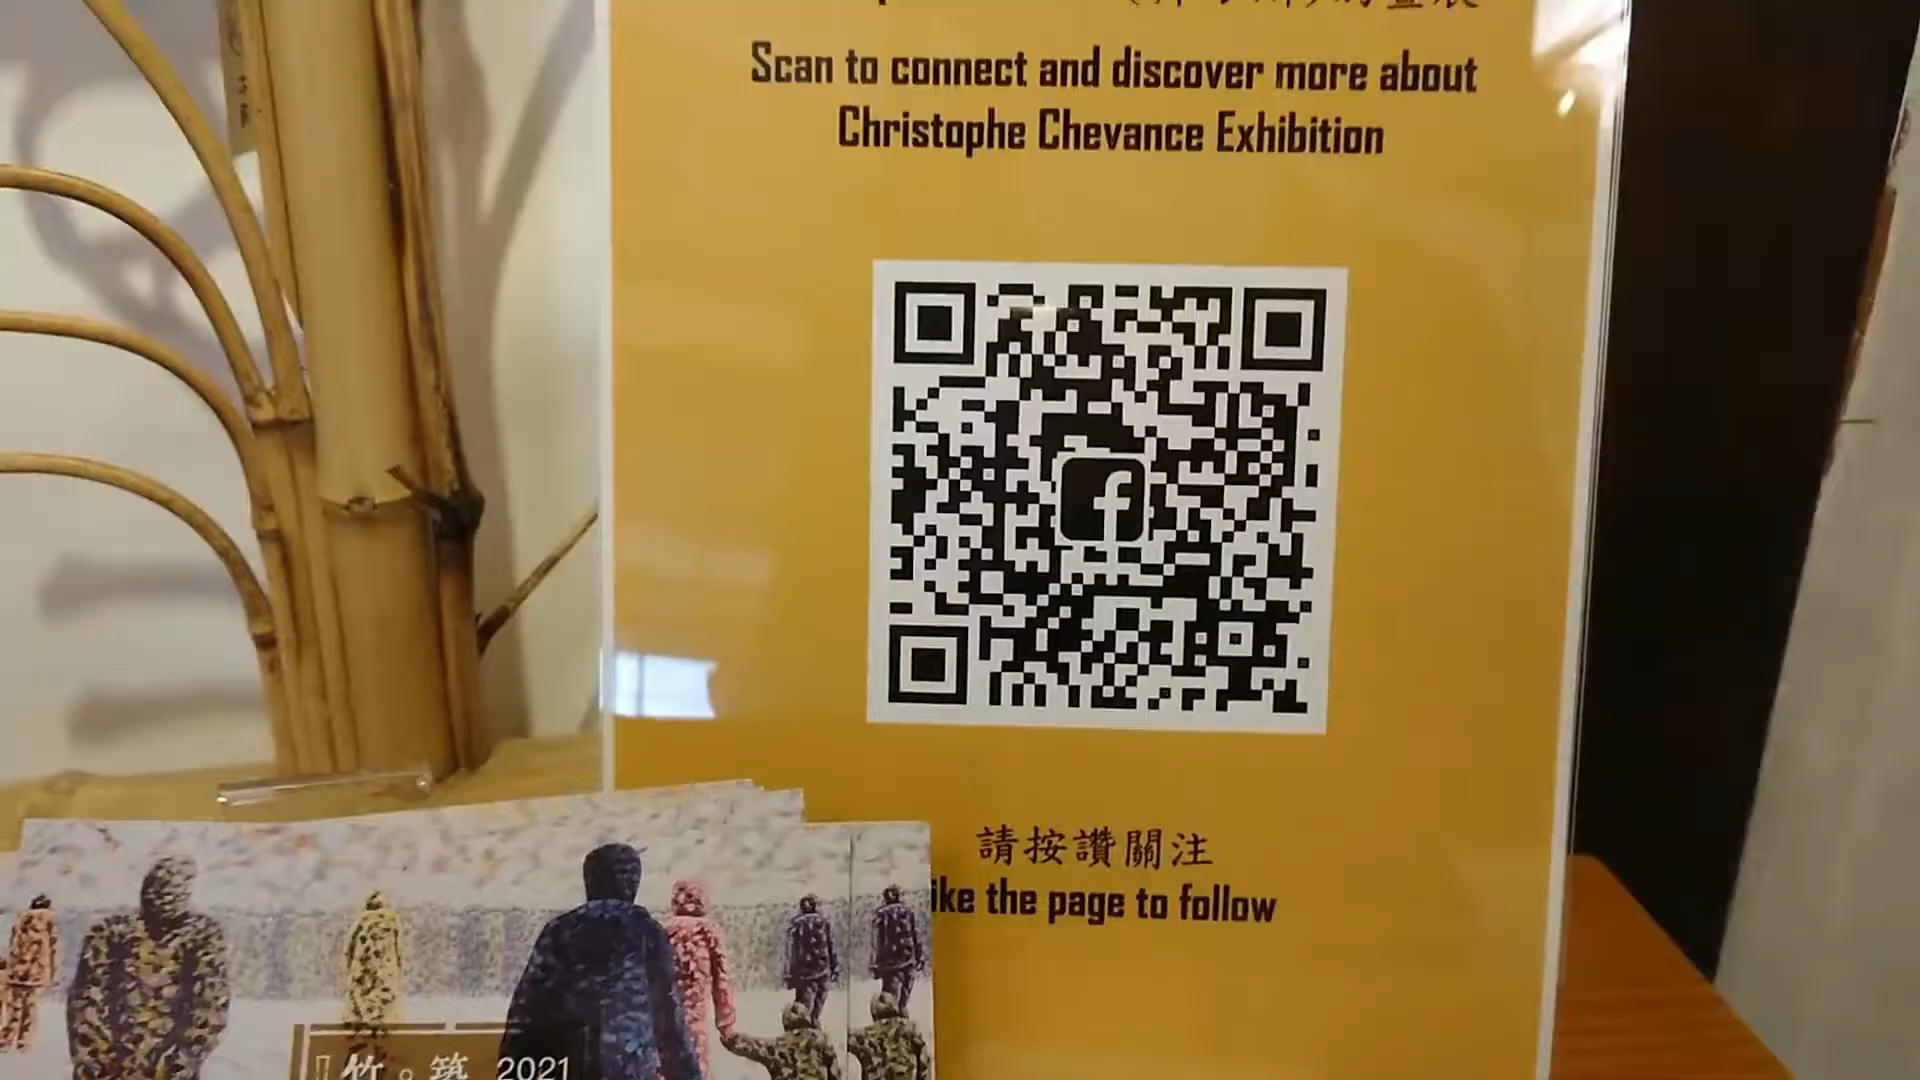 Scan to connect and discover more about
Christophe Chevance Exhibition
請按讚關注
ike the page to follow
竹。築 2021